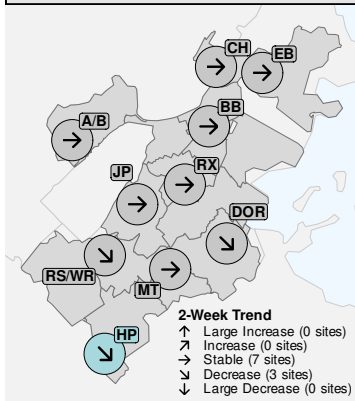 CH
EB
BB
A/B
RX
JP
DOR
RS/WR
MT
HP
2-Week Trend
↑ Large Increase (0 sites)
↗ Increase (0 sites)
→ Stable (7 sites)
↘ Decrease (3 sites)
↓ Large Decrease (0 sites)